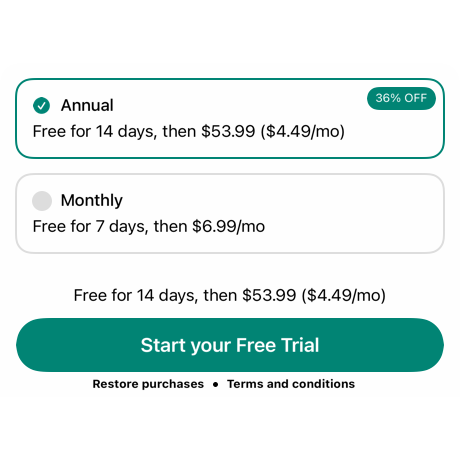 36% OFF
Annual
Free for 14 days, then $53.99 ($4.49/mo)
Monthly
Free for 7 days, then $6.99/mo
Free for 14 days, then $53.99 ($4.49/mo)
Start your Free Trial
Restore purchases • Terms and conditions